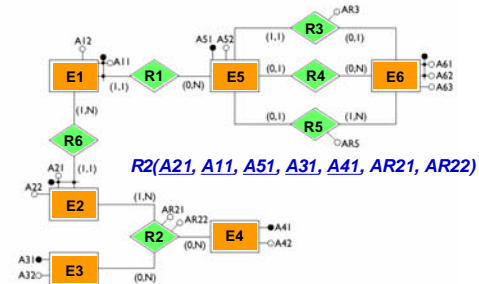 AR3
R3
A12
A51 A52
(1,1) (0,1)
A11
A61
E1 R1 E5 (0,1) R4 (0,N) E6 A62
(1,1) (0,N)
A63
(1,N) (0,1) (1,N)
R5
R6
AR5
A21 (1,1)
R2(A21, A11, A51, A31, A41, AR21, AR22)
A22
E2 (1,N)
AR21
AR22
A41
R2 (0,N) E4
A42
A31
E3
A32 (0,N)